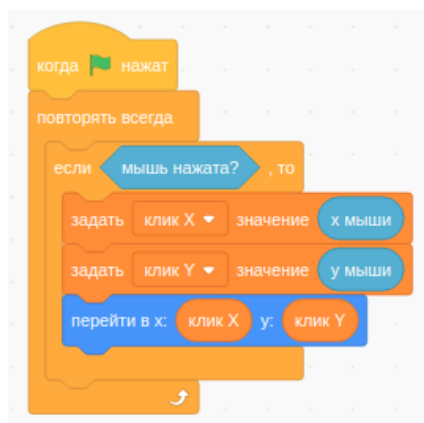 когда нажат
повторять всегда
если мышь нажата? , то
задать клик X значение х мыши
задать клик Y значение у мыши
перейти в x: клик X y: клик Y